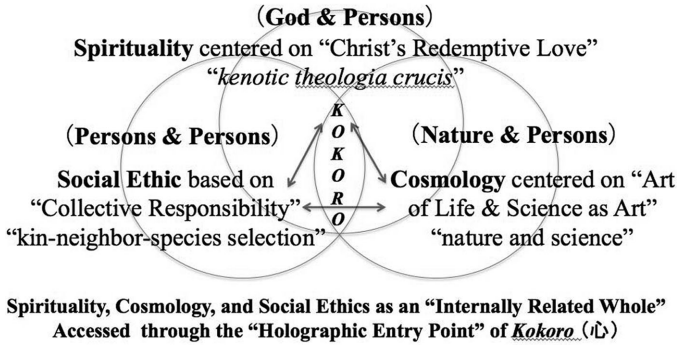 (God & Persons)
Spirituality centered on “Christ’s Redemptive Love”
“kenotic theologia crucis”
(Persons & Persons)
Social Ethic based on
“Collective Responsibility”
“kin-neighbor-species selection”
K
O
K
O
R
O
(Nature & Persons)
Cosmology centered on “Art
of Life & Science as Art”
“nature and science”
Spirituality, Cosmology, and Social Ethics as an “Internally Related Whole”
Accessed through the “Holographic Entry Point” of Kokoro (心)